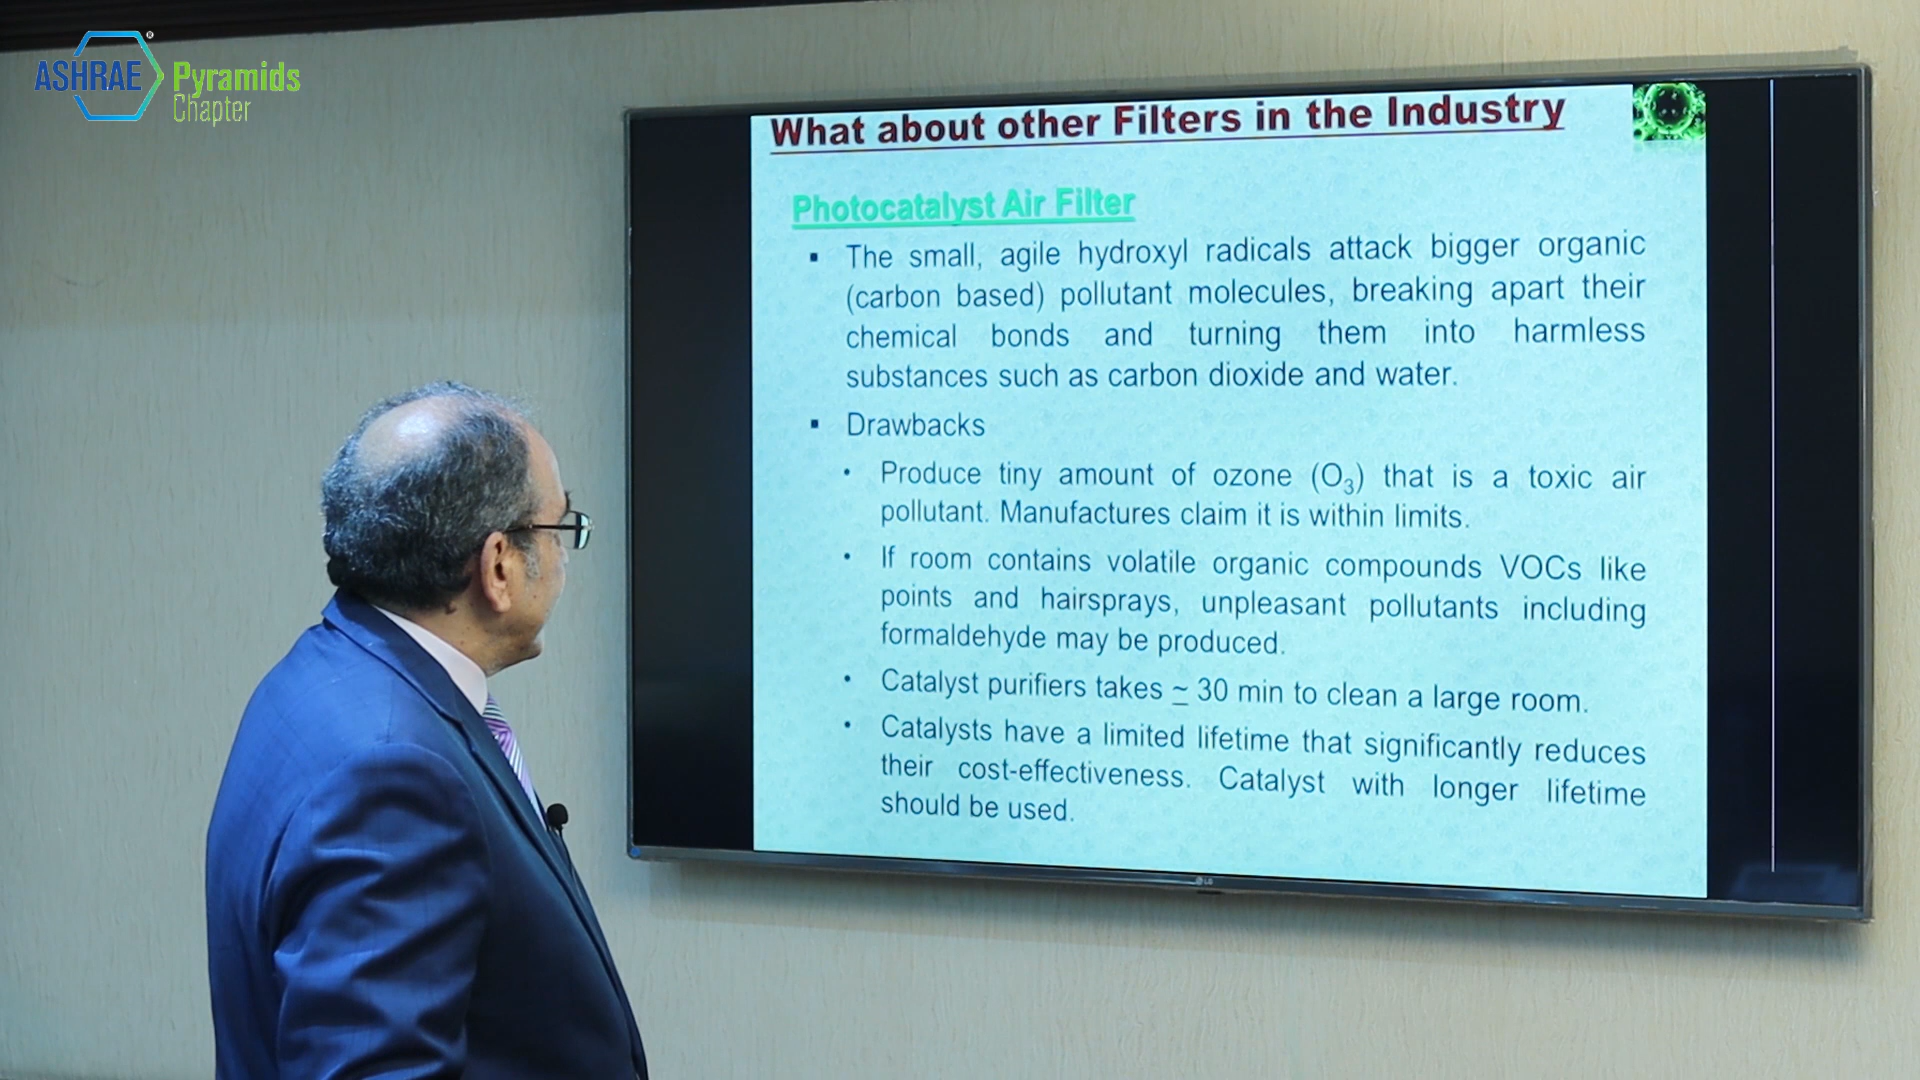 ASHRAE®
Pyramids
Chapter
What about other Filters in the Industry
Photocatalyst Air Filter
▪ The small, agile hydroxyl radicals attack bigger organic
(carbon based) pollutant molecules, breaking apart their
chemical bonds and turning them into harmless
substances such as carbon dioxide and water.
▪ Drawbacks
• Produce tiny amount of ozone (O₃) that is a toxic air
pollutant. Manufactures claim it is within limits.
• If room contains volatile organic compounds VOCs like
points and hairsprays, unpleasant pollutants including
formaldehyde may be produced.
• Catalyst purifiers takes ≃ 30 min to clean a large room.
• Catalysts have a limited lifetime that significantly reduces
their cost-effectiveness. Catalyst with longer lifetime
should be used.
LG